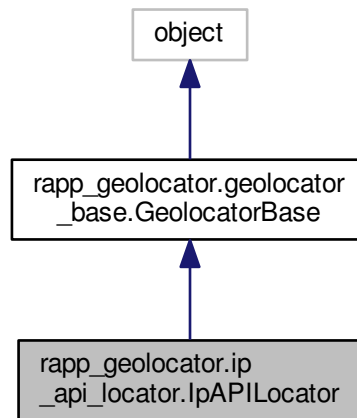 object
rapp_geolocator.geolocator
_base.GeolocatorBase
rapp_geolocator.ip
_api_locator.IpAPILocator